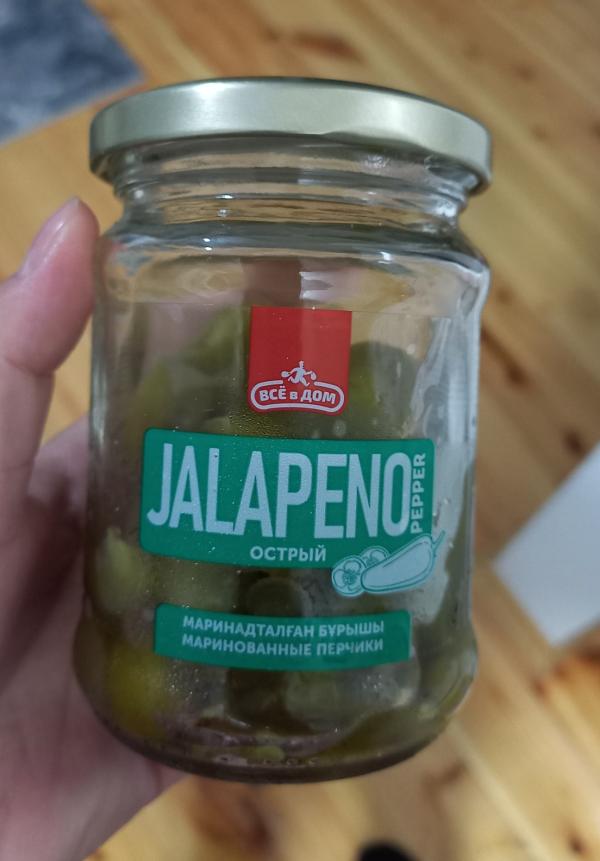 ВСЁ в ДОМ
JALAPENO
PEPPER
ОСТРЫЙ
МАРИНАДТАЛҒАН БҰРЫШЫ
МАРИНОВАННЫЕ ПЕРЧИКИ